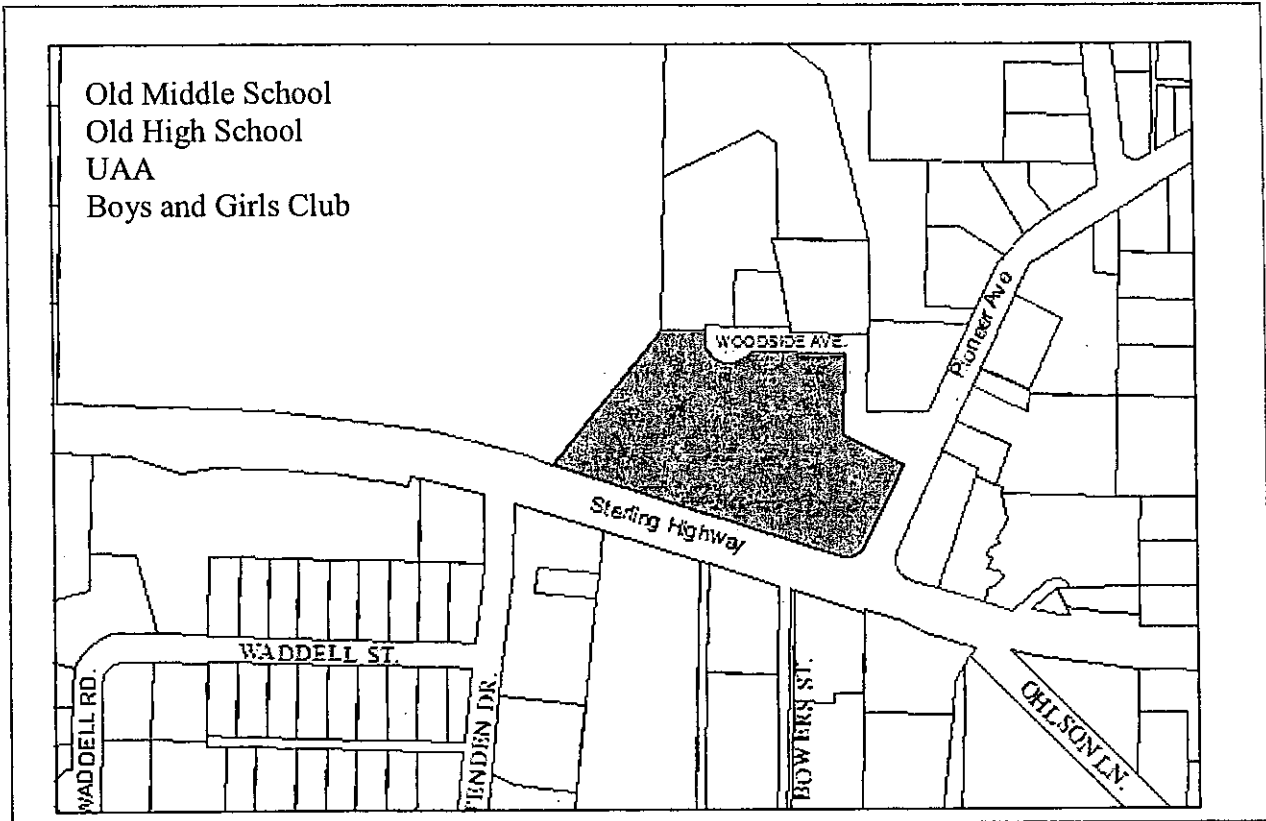 Old Middle School
Old High School
UAA
Boys and Girls Club
WOODSIDE AVE.
Pioneer Ave
Sterling Highway
WADDELL ST.
WADDELL RD.
TENDEN DR.
BOWERS ST.
OHLSON LN.